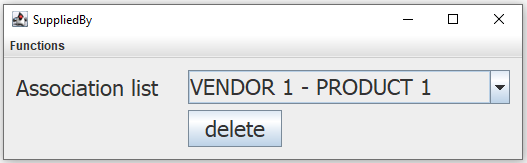 SuppliedBy
Functions
Association list
VENDOR 1 - PRODUCT 1
delete